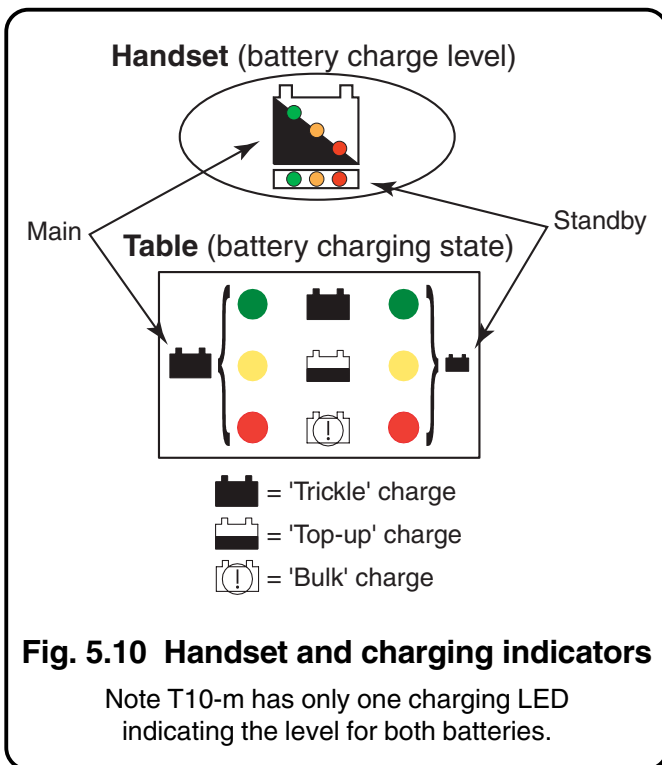 Handset (battery charge level)
Main
Standby
Table (battery charging state)
= 'Trickle' charge
= 'Top-up' charge
= 'Bulk' charge
Fig. 5.10 Handset and charging indicators
Note T10-m has only one charging LED
indicating the level for both batteries.